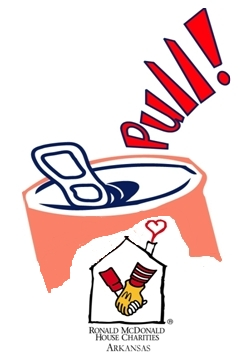 Pull!
®
RONALD MCDONALD
HOUSE CHARITIES
ARKANSAS